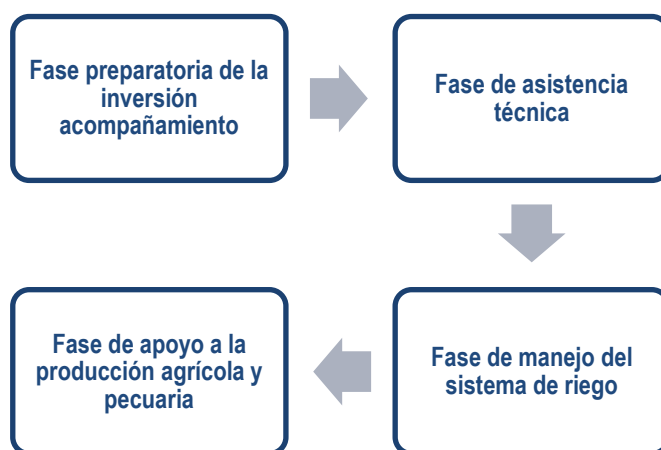 Fase preparatoria de la
inversión
acompañamiento
Fase de asistencia
técnica
Fase de manejo del
sistema de riego
Fase de apoyo a la
producción agrícola y
pecuaria